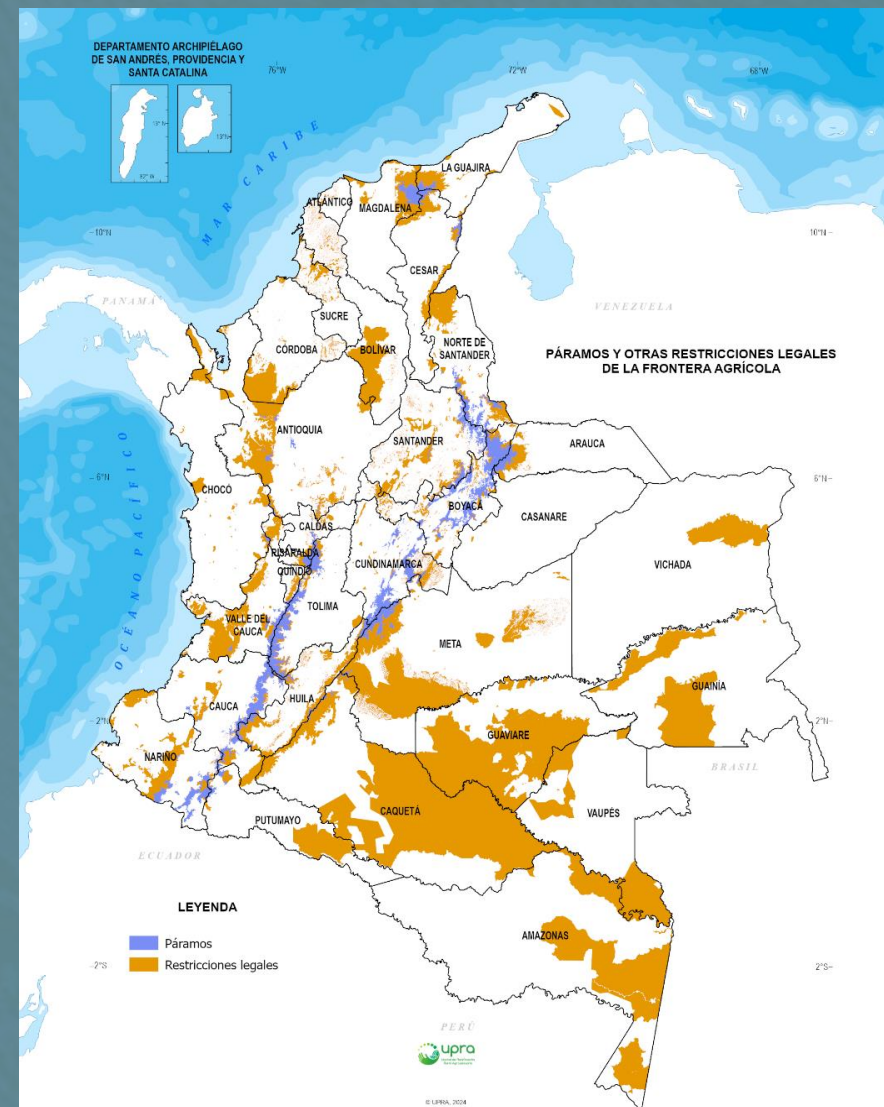 DEPARTAMENTO ARCHIPIÉLAGO
DE SAN ANDRÉS, PROVIDENCIA Y
SANTA CATALINA
76°W
72°W
68°W
MAR CARIBE
LA GUAJIRA
ATLÁNTICO
MAGDALENA
10°N
10°N
CESAR
PANAMÁ
VENEZUELA
SUCRE
CÓRDOBA
BOLÍVAR
NORTE DE
SANTANDER
PÁRAMOS Y OTRAS RESTRICCIONES LEGALES
DE LA FRONTERA AGRÍCOLA
ANTIOQUIA
SANTANDER
ARAUCA
OCÉANO PACÍFICO
6°N
6°N
CHOCÓ
BOYACÁ
CASANARE
CALDAS
RISARALDA
QUINDÍO
CUNDINAMARCA
VICHADA
TOLIMA
VALLE DEL
CAUCA
META
HUILA
GUAINÍA
CAUCA
2°N
2°N
GUAVIARE
NARIÑO
BRASIL
CAQUETÁ
VAUPÉS
PUTUMAYO
ECUADOR
LEYENDA
Páramos
Restricciones legales
AMAZONAS
2°S
2°S
PERÚ
upra
© UPRA, 2024